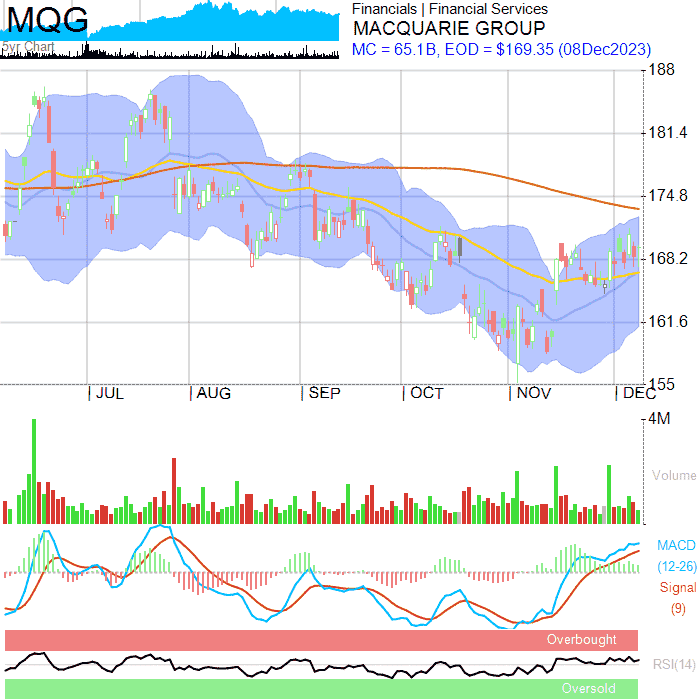 MQG
5yr Chart
Financials | Financial Services
MACQUARIE GROUP
MC = 65.1B, EOD = $169.35 (08Dec2023)
188
181.4
174.8
168.2
161.6
155
JUL AUG SEP OCT NOV DEC
4M
Volume
MACD
(12-26)
Signal
(9)
Overbought
RSI(14)
Oversold